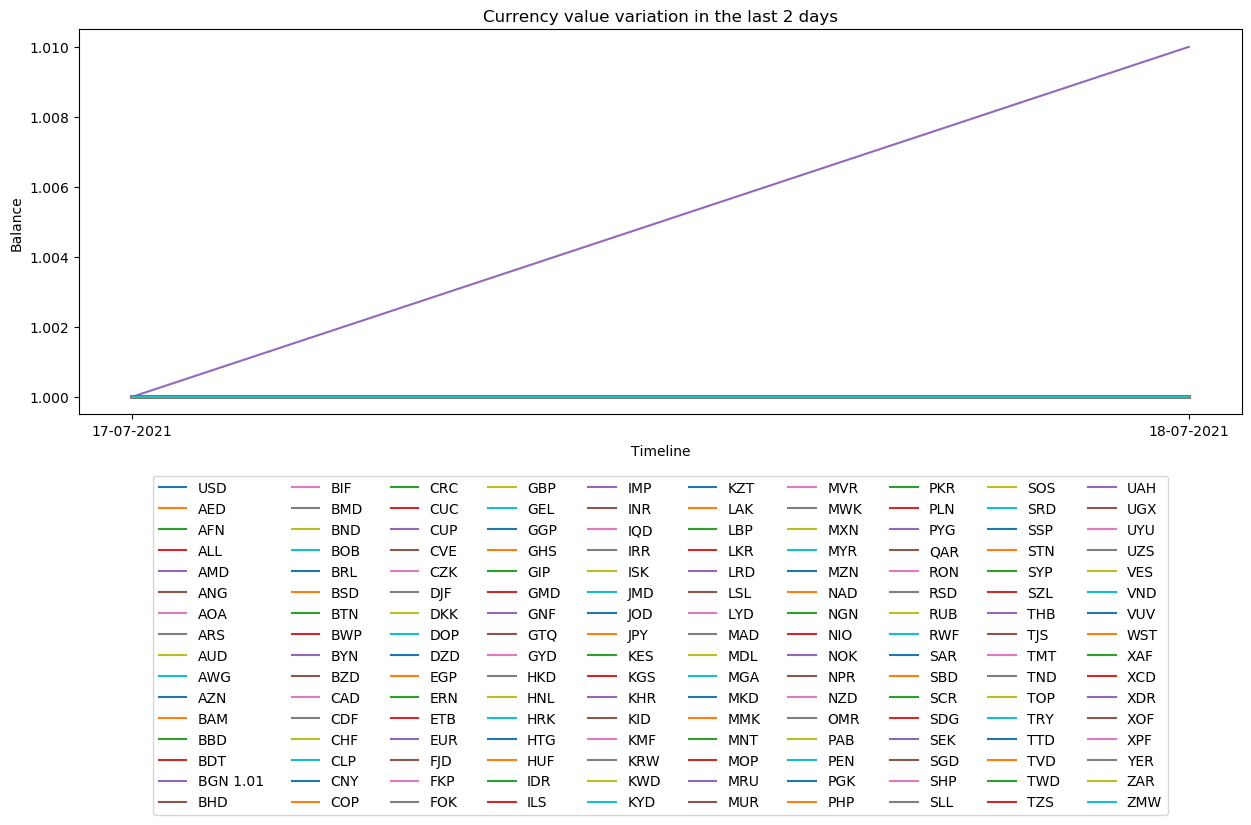 Currency value variation in the last 2 days
1.010
1.008
1.006
1.004
1.002
1.000
Balance
17-07-2021 18-07-2021
Timeline
USD BIF CRC GBP IMP KZT MVR PKR SOS UAH
AED BMD CUC GEL INR LAK MWK PLN SRD UGX
AFN BND CUP GGP IQD LBP MXN PYG SSP UYU
ALL BOB CVE GHS IRR LKR MYR QAR STN UZS
AMD BRL CZK GIP ISK LRD MZN RON SYP VES
ANG BSD DJF GMD JMD LSL NAD RSD SZL VND
AOA BTN DKK GNF JOD LYD NGN RUB THB VUV
ARS BWP DOP GTQ JPY MAD NIO RWF TJS WST
AUD BYN DZD GYD KES MDL NOK SAR TMT XAF
AWG BZD EGP HKD KGS MGA NPR SBD TND XCD
AZN CAD ERN HNL KHR MKD NZD SCR TOP XDR
BAM CDF ETB HRK KID MMK OMR SDG TRY XOF
BBD CHF EUR HTG KMF MNT PAB SEK TTD XPF
BDT CLP FJD HUF KRW MOP PEN SGD TVD YER
BGN 1.01 CNY FKP IDR KWD MRU PGK SHP TWD ZAR
BHD COP FOK ILS KYD MUR PHP SLL TZS ZMW